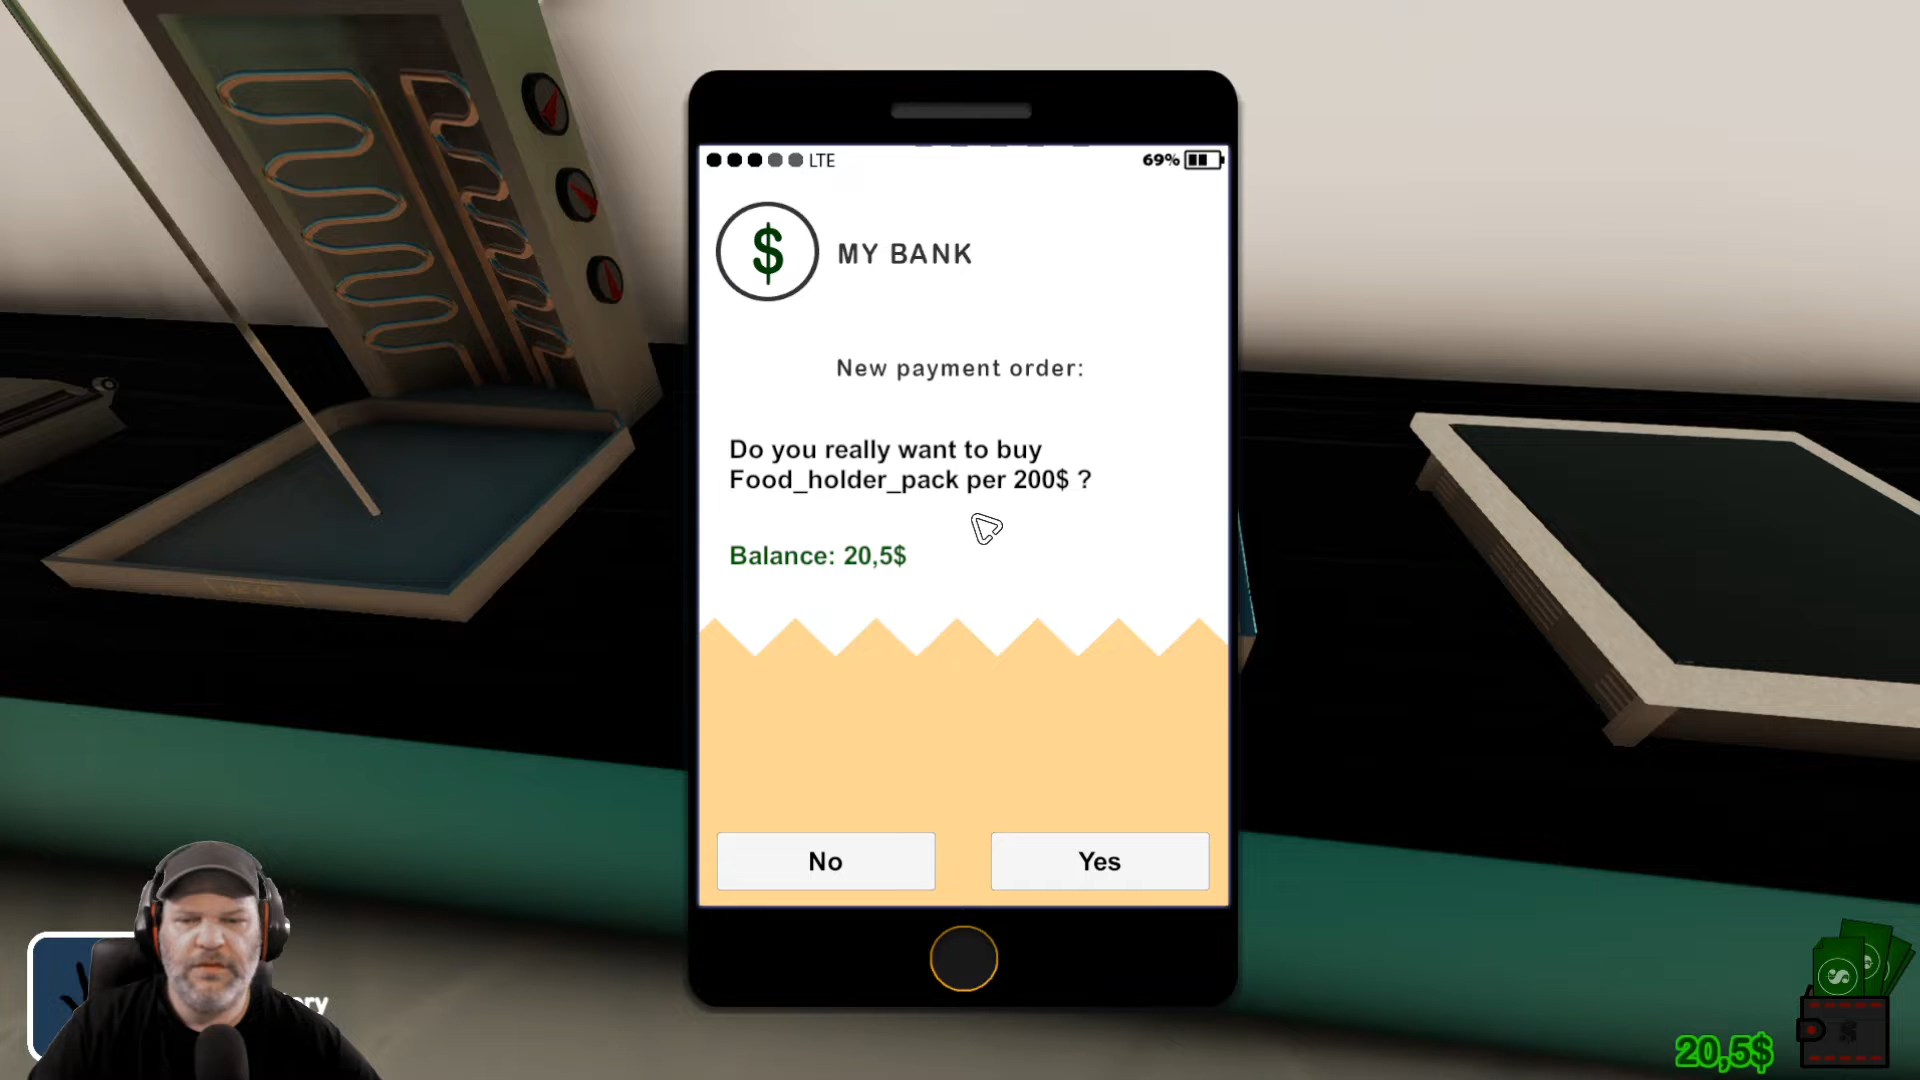 LTE
69%
$
MY BANK
New payment order:
Do you really want to buy
Food_holder_pack per 200$ ?
Balance: 20,5$
No
Yes
20,5$